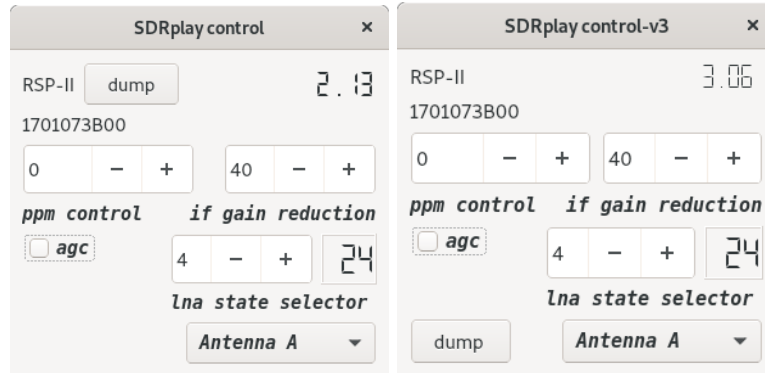 SDRplay control ×
RSP-II dump 2.13
1701073B00
0 − + 40 − +
ppm control if gain reduction
agc 4 − + 24
lna state selector
Antenna A
SDRplay control-v3 ×
RSP-II 3.06
1701073B00
0 − + 40 − +
ppm control if gain reduction
agc 4 − + 24
lna state selector
dump Antenna A